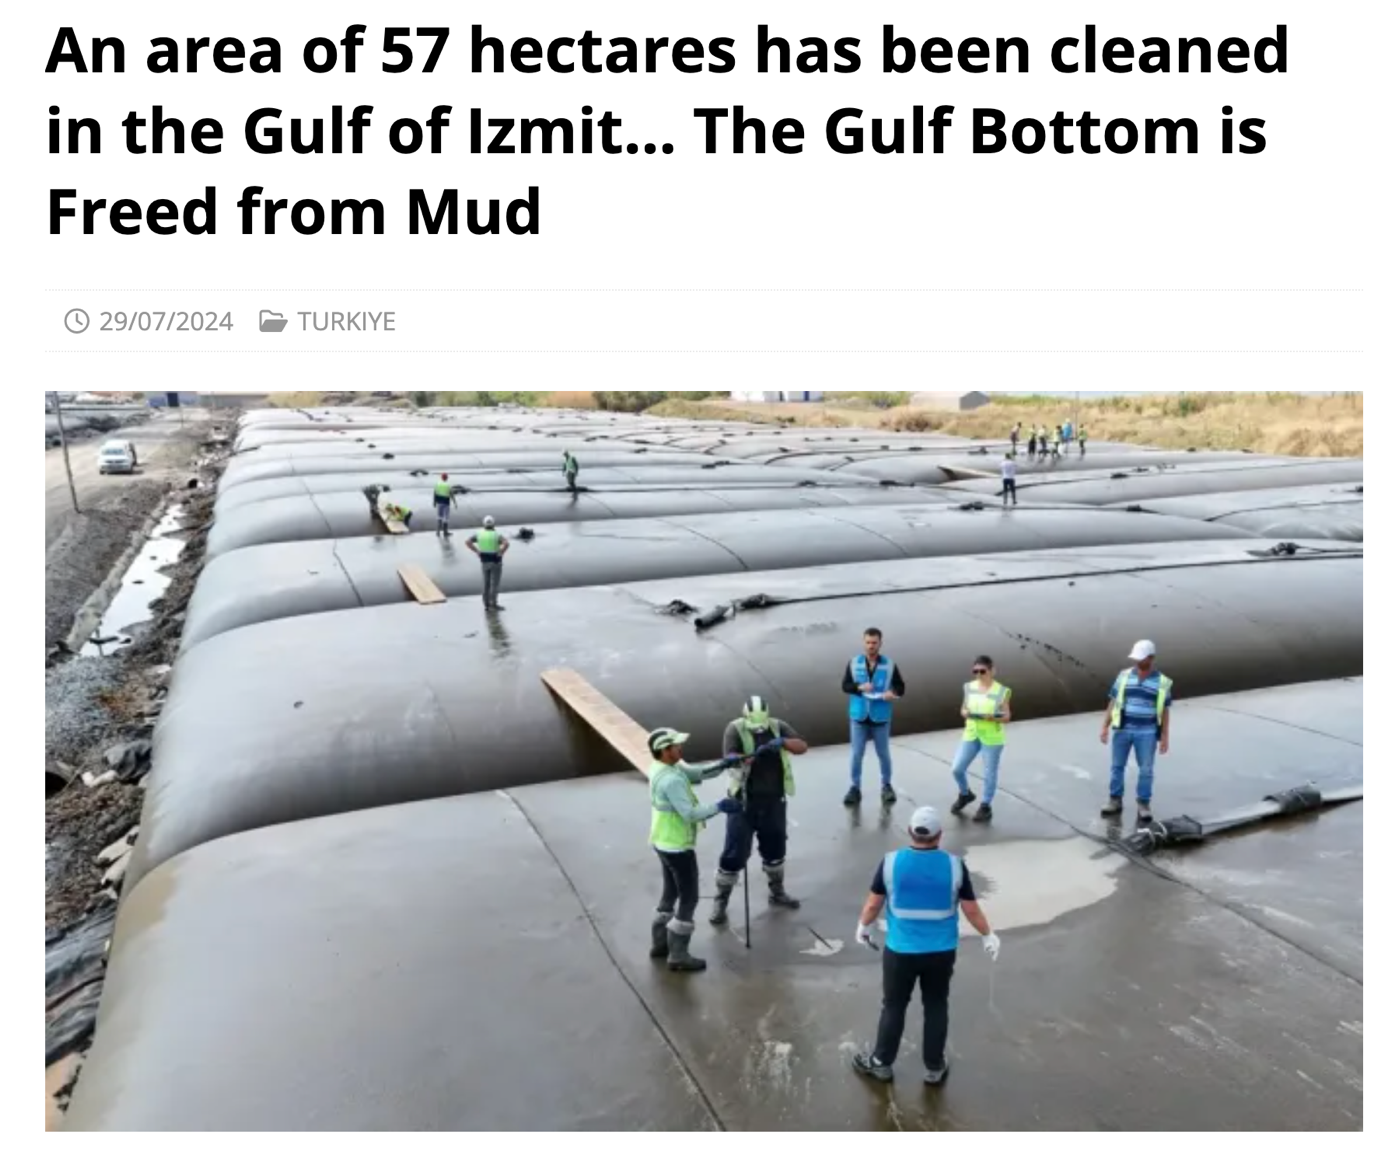 An area of 57 hectares has been cleaned
in the Gulf of Izmit... The Gulf Bottom is
Freed from Mud
29/07/2024 TURKIYE